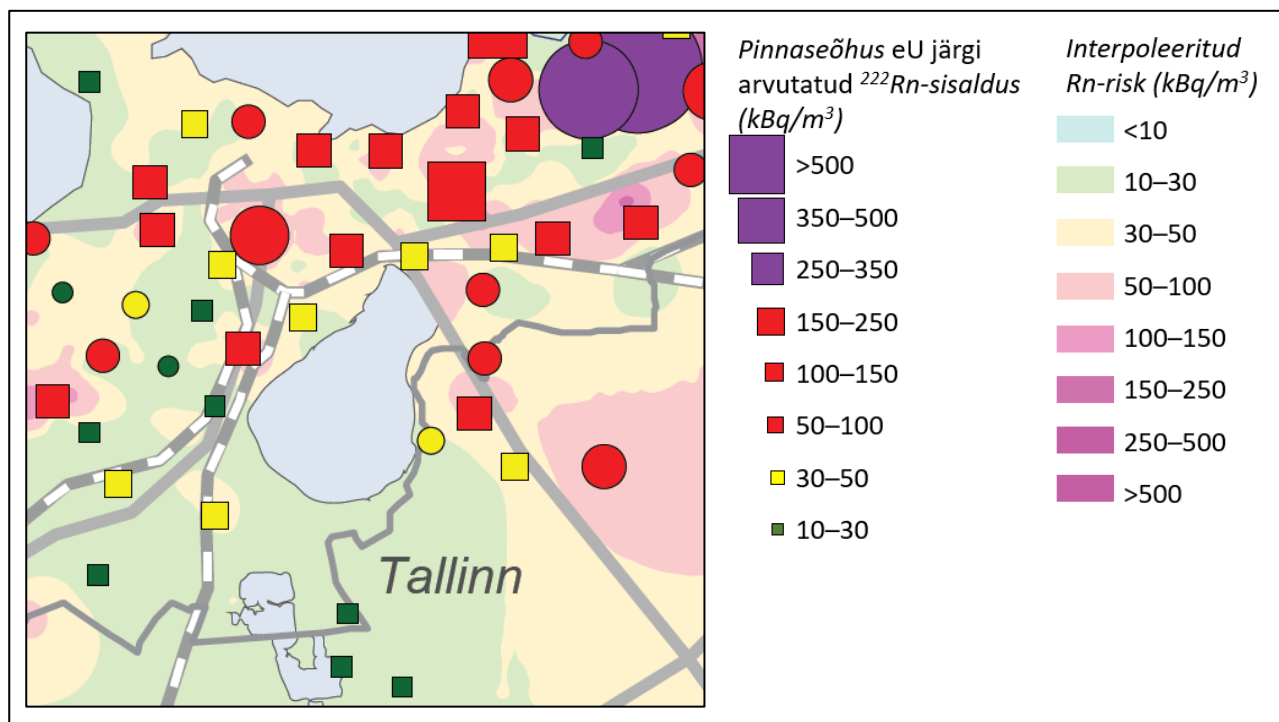 Tallinn
Pinnaseõhus eU järgi
arvutatud ²²²Rn-sisaldus
(kBq/m³)
>500
350–500
250–350
150–250
100–150
50–100
30–50
10–30
Interpoleeritud
Rn-risk (kBq/m³)
<10
10–30
30–50
50–100
100–150
150–250
250–500
>500